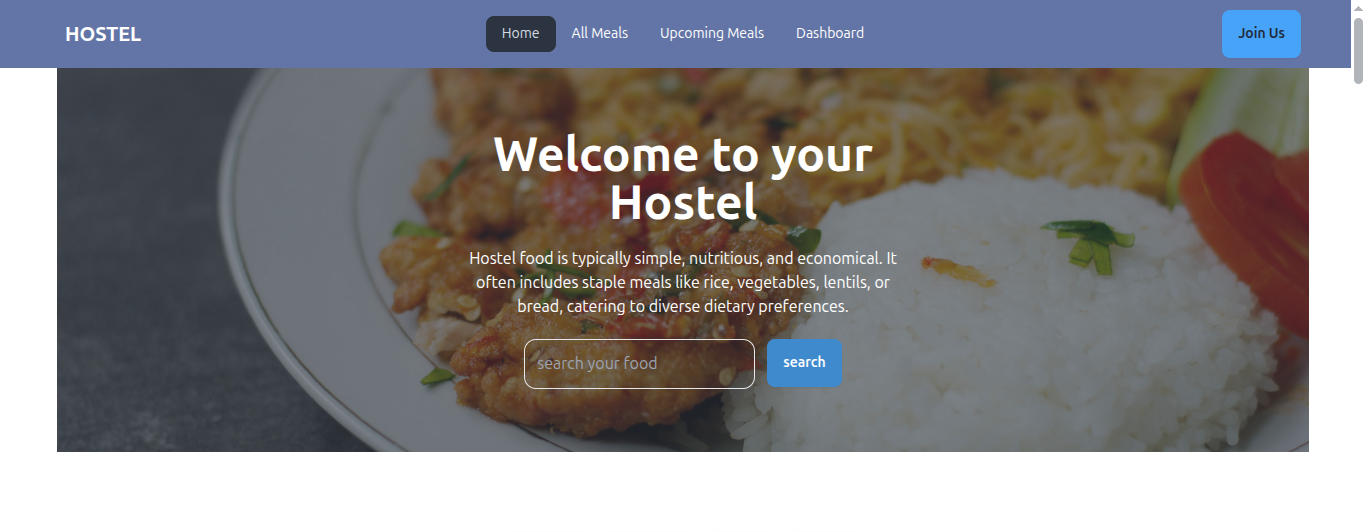 HOSTEL
Home All Meals Upcoming Meals Dashboard
Join Us
Welcome to your
Hostel
Hostel food is typically simple, nutritious, and economical. It
often includes staple meals like rice, vegetables, lentils, or
bread, catering to diverse dietary preferences.
search your food
search